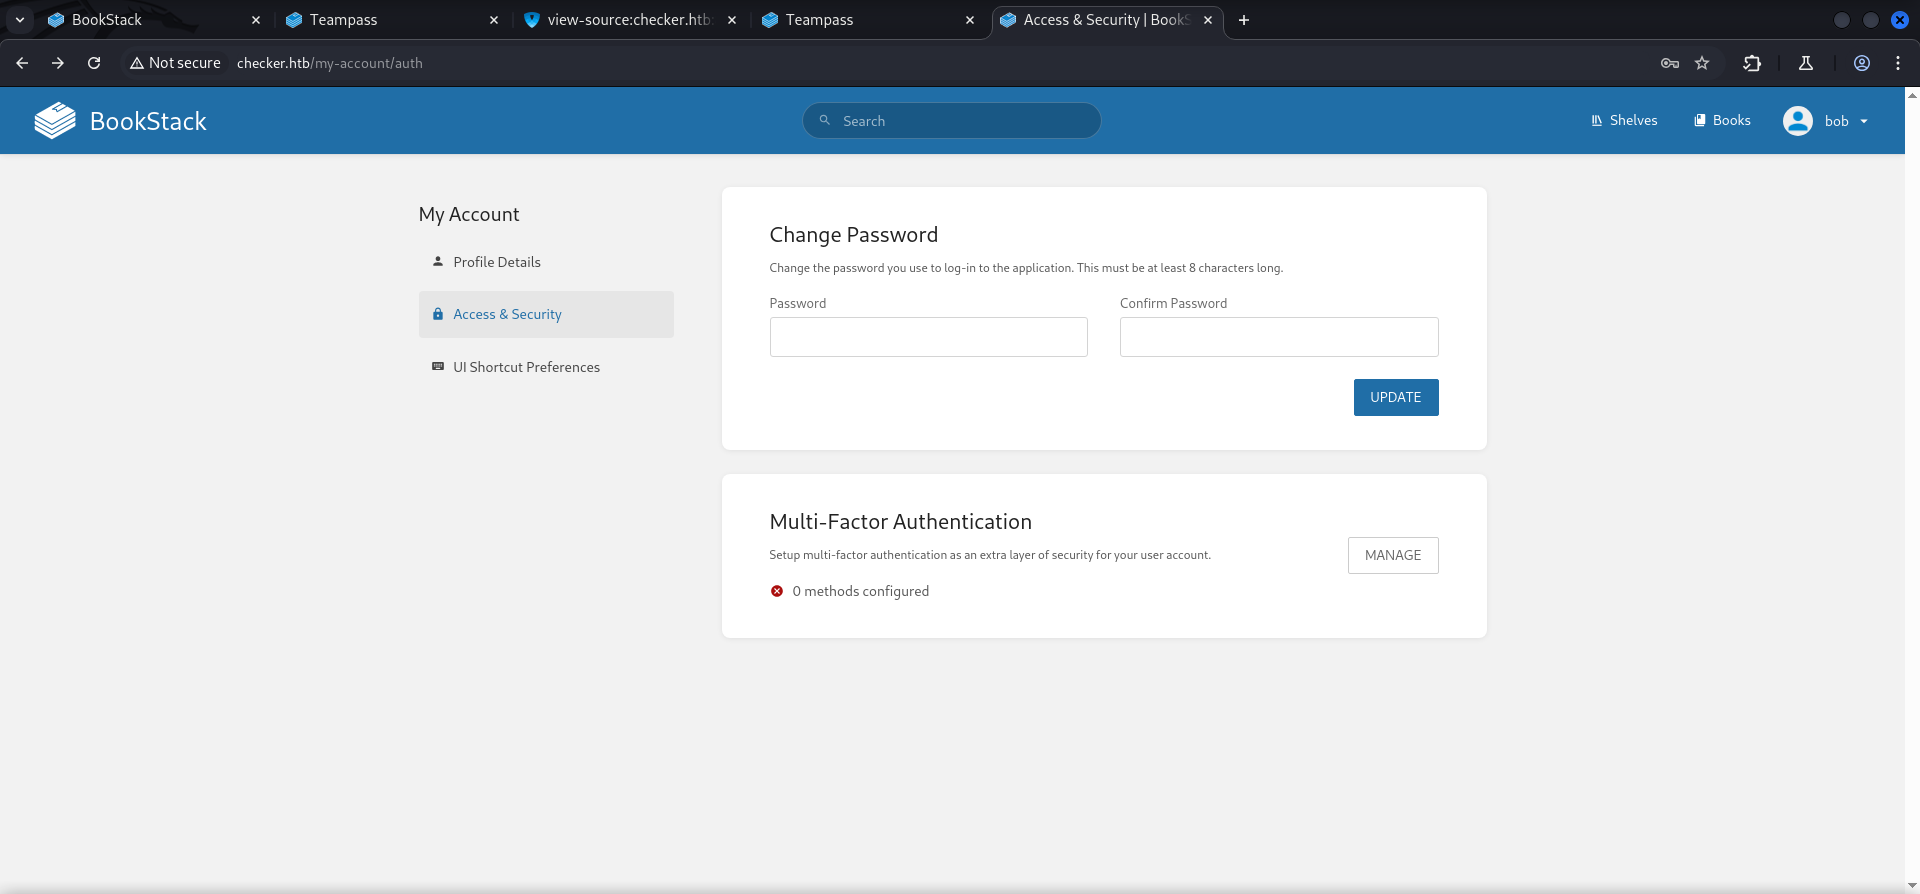 BookStack
Teampass
view-source:checker.htb:
Teampass
Access & Security | BookS
Not secure
checker.htb/my-account/auth
BookStack
Search
Shelves
Books
bob
My Account
Profile Details
Access & Security
UI Shortcut Preferences
Change Password
Change the password you use to log-in to the application. This must be at least 8 characters long.
Password
Confirm Password
UPDATE
Multi-Factor Authentication
Setup multi-factor authentication as an extra layer of security for your user account.
MANAGE
0 methods configured